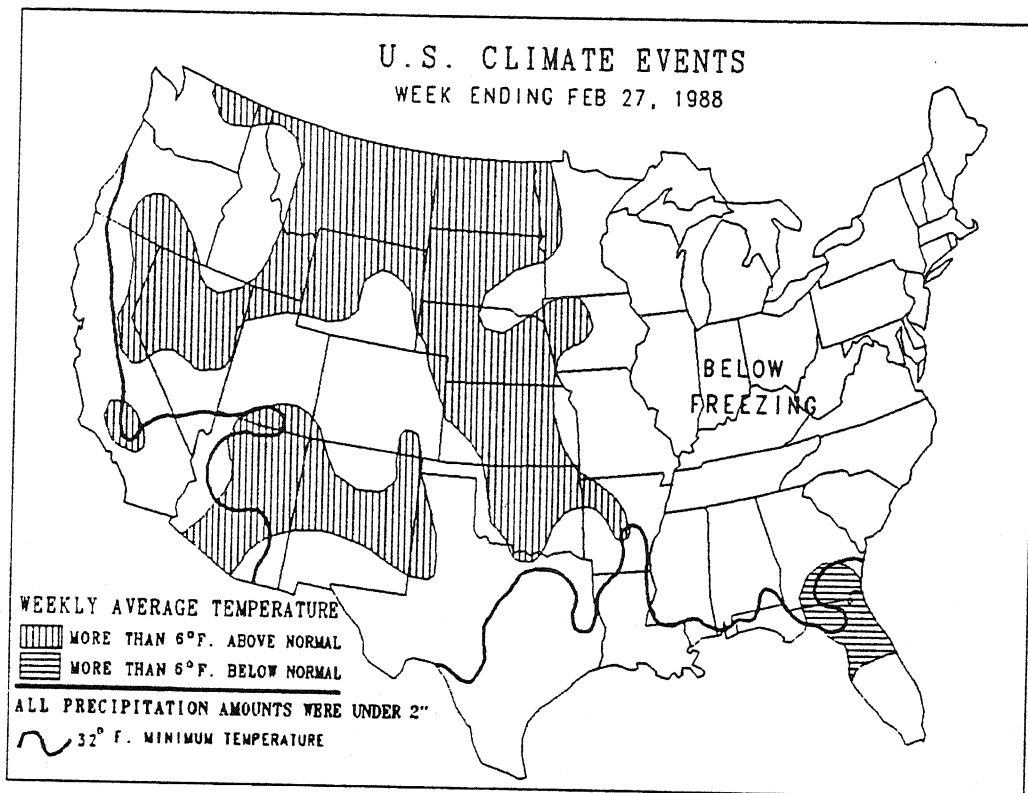 U.S. CLIMATE EVENTS
WEEK ENDING FEB 27, 1988
BELOW
FREEZING
WEEKLY AVERAGE TEMPERATURE
MORE THAN 6°F. ABOVE NORMAL
MORE THAN 6°F. BELOW NORMAL
ALL PRECIPITATION AMOUNTS WERE UNDER 2"
32° F. MINIMUM TEMPERATURE